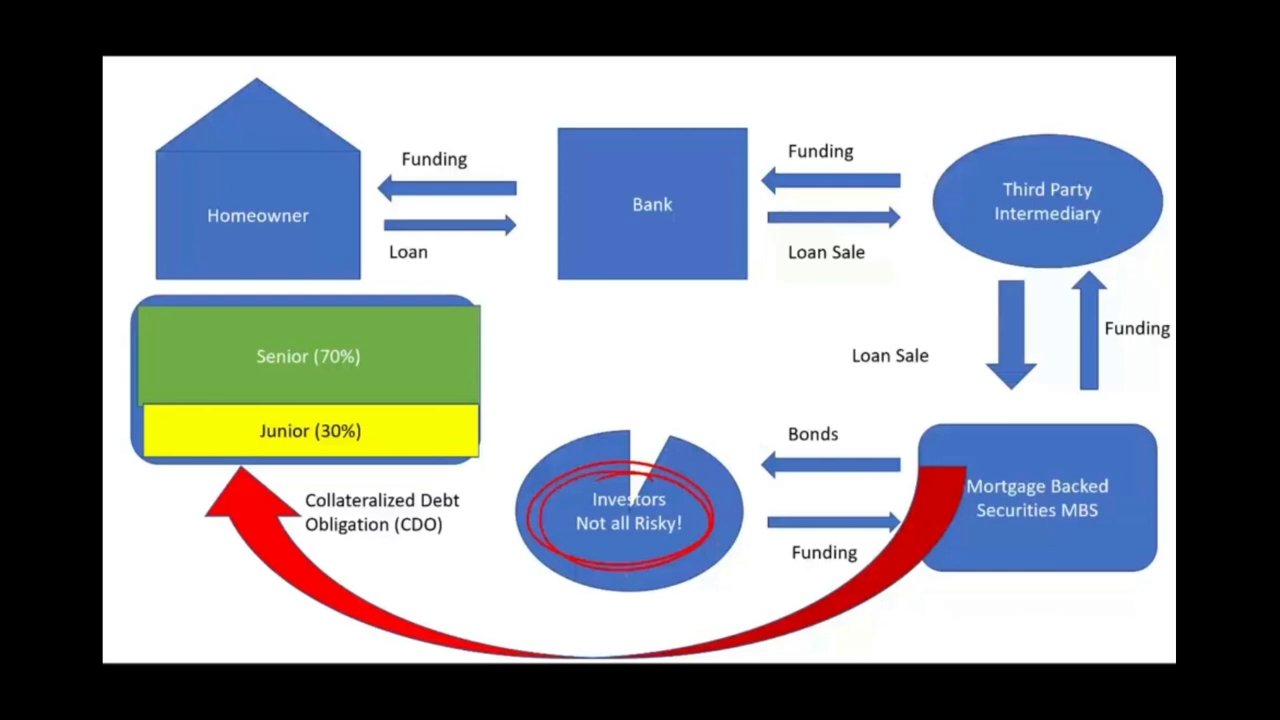 Homeowner
Funding
Loan
Bank
Funding
Loan Sale
Third Party
Intermediary
Loan Sale
Funding
Senior (70%)
Junior (30%)
Collateralized Debt
Obligation (CDO)
Investors
Not all Risky!
Bonds
Funding
Mortgage Backed
Securities MBS